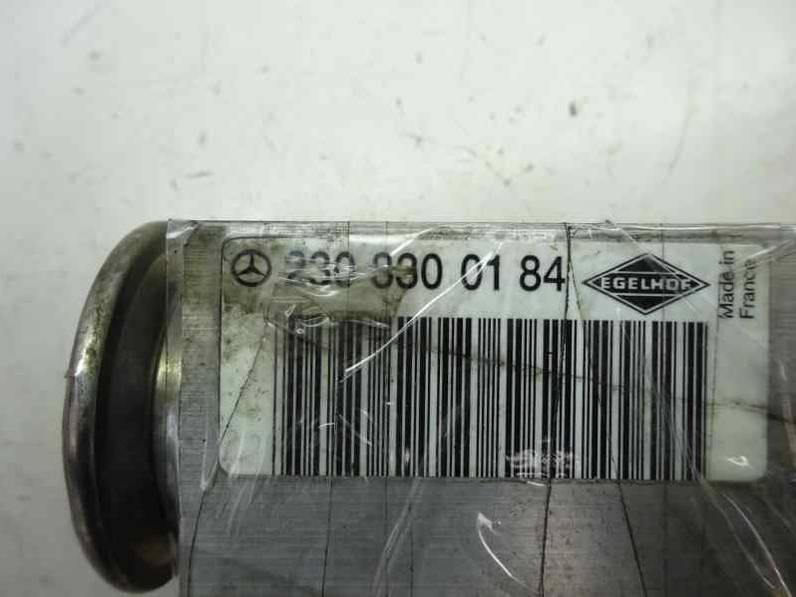 230 830 01 84
EGELHOF
Made in
France